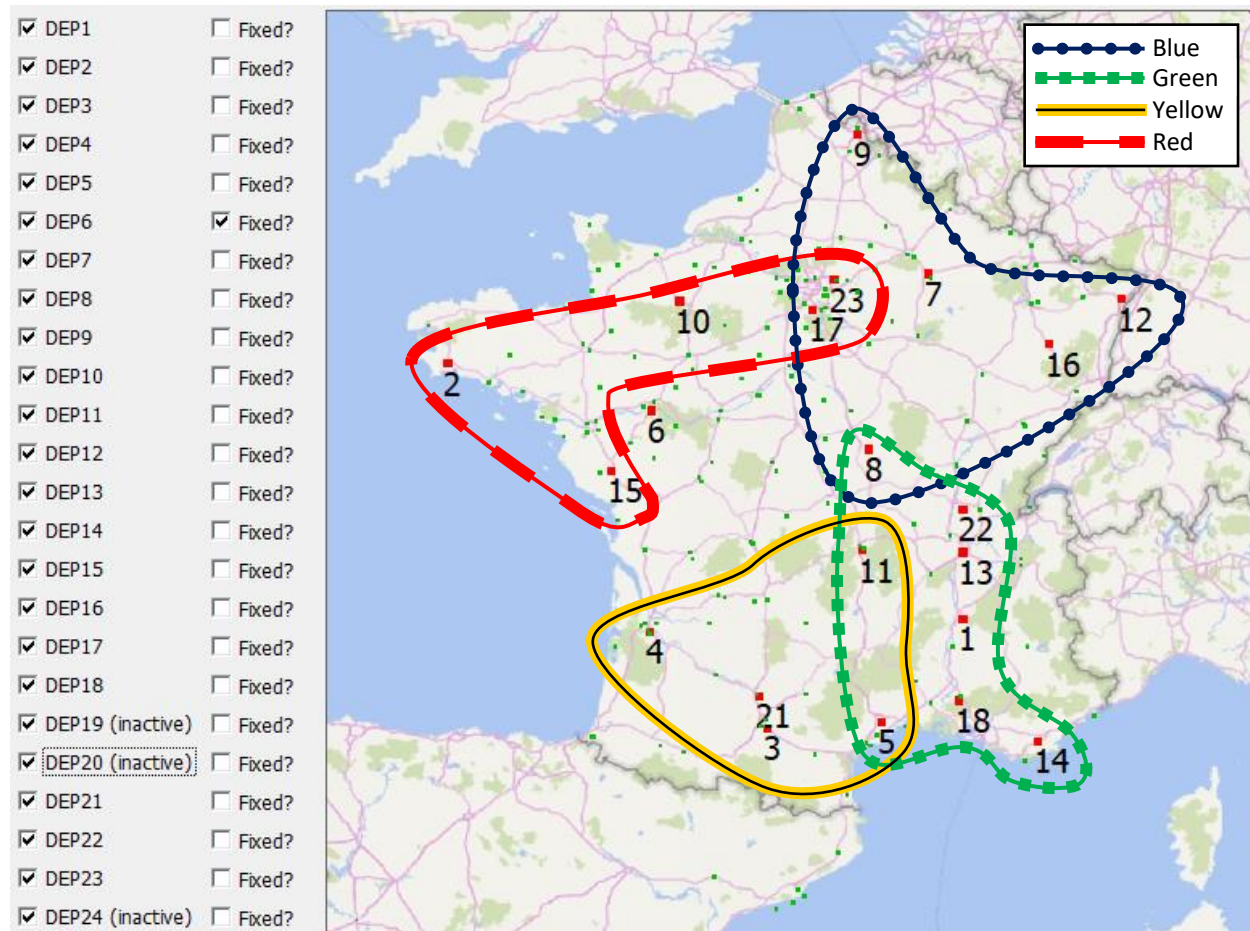 DEP1 Fixed?
DEP2 Fixed?
DEP3 Fixed?
DEP4 Fixed?
DEP5 Fixed?
DEP6 Fixed?
DEP7 Fixed?
DEP8 Fixed?
DEP9 Fixed?
DEP10 Fixed?
DEP11 Fixed?
DEP12 Fixed?
DEP13 Fixed?
DEP14 Fixed?
DEP15 Fixed?
DEP16 Fixed?
DEP17 Fixed?
DEP18 Fixed?
DEP19 (inactive) Fixed?
DEP20 (inactive) Fixed?
DEP21 Fixed?
DEP22 Fixed?
DEP23 Fixed?
DEP24 (inactive) Fixed?
Blue
Green
Yellow
Red
9
7
23
10
17
12
16
2
6
8
15
22
11
13
1
4
21
3
5
18
14